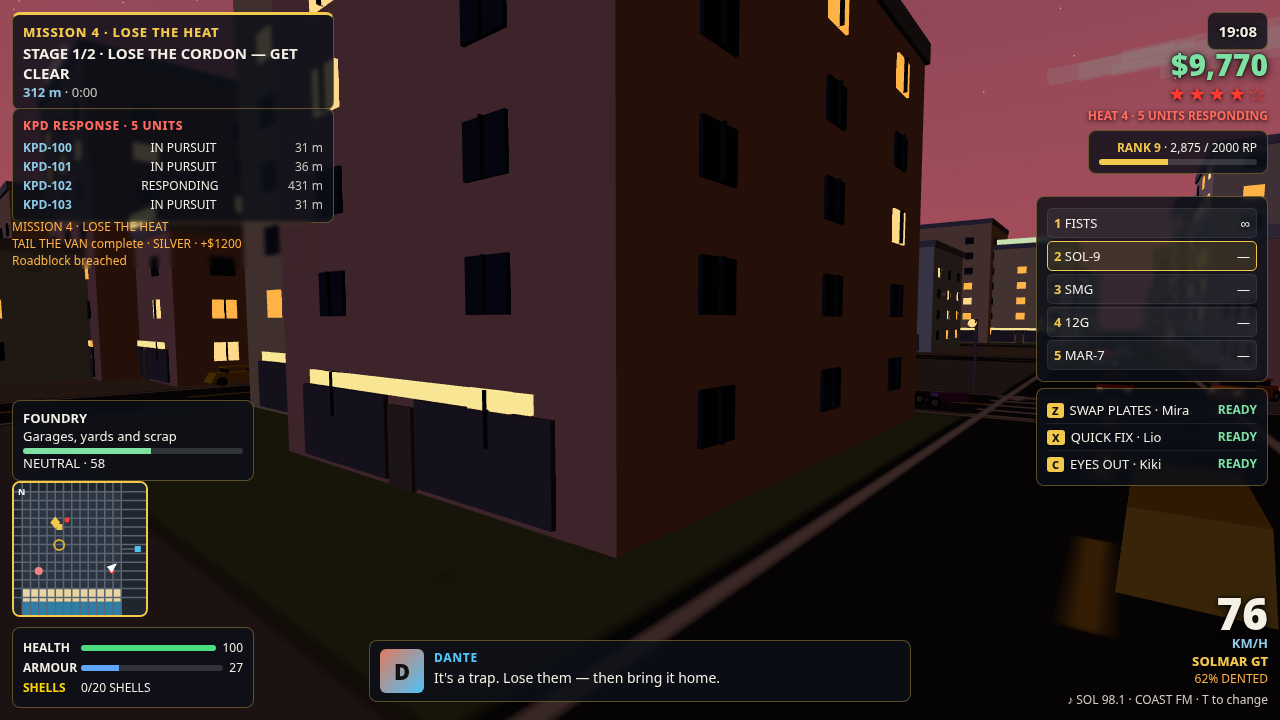 MISSION 4 · LOSE THE HEAT
STAGE 1/2 · LOSE THE CORDON — GET
CLEAR
312 m · 0:00
KPD RESPONSE · 5 UNITS
KPD-100 IN PURSUIT 31 m
KPD-101 IN PURSUIT 36 m
KPD-102 RESPONDING 431 m
KPD-103 IN PURSUIT 31 m
MISSION 4 · LOSE THE HEAT
TAIL THE VAN complete · SILVER · +$1200
Roadblock breached
19:08
$9,770
★★★★☆
HEAT 4 · 5 UNITS RESPONDING
RANK 9 · 2,875 / 2000 RP
1 FISTS ∞
2 SOL-9 —
3 SMG —
4 12G —
5 MAR-7 —
Z SWAP PLATES · Mira READY
X QUICK FIX · Lio READY
C EYES OUT · Kiki READY
FOUNDRY
Garages, yards and scrap
NEUTRAL · 58
N
HEALTH 100
ARMOUR 27
SHELLS 0/20 SHELLS
D
DANTE
It's a trap. Lose them — then bring it home.
76
KM/H
SOLMAR GT
62% DENTED
♪ SOL 98.1 · COAST FM · T to change